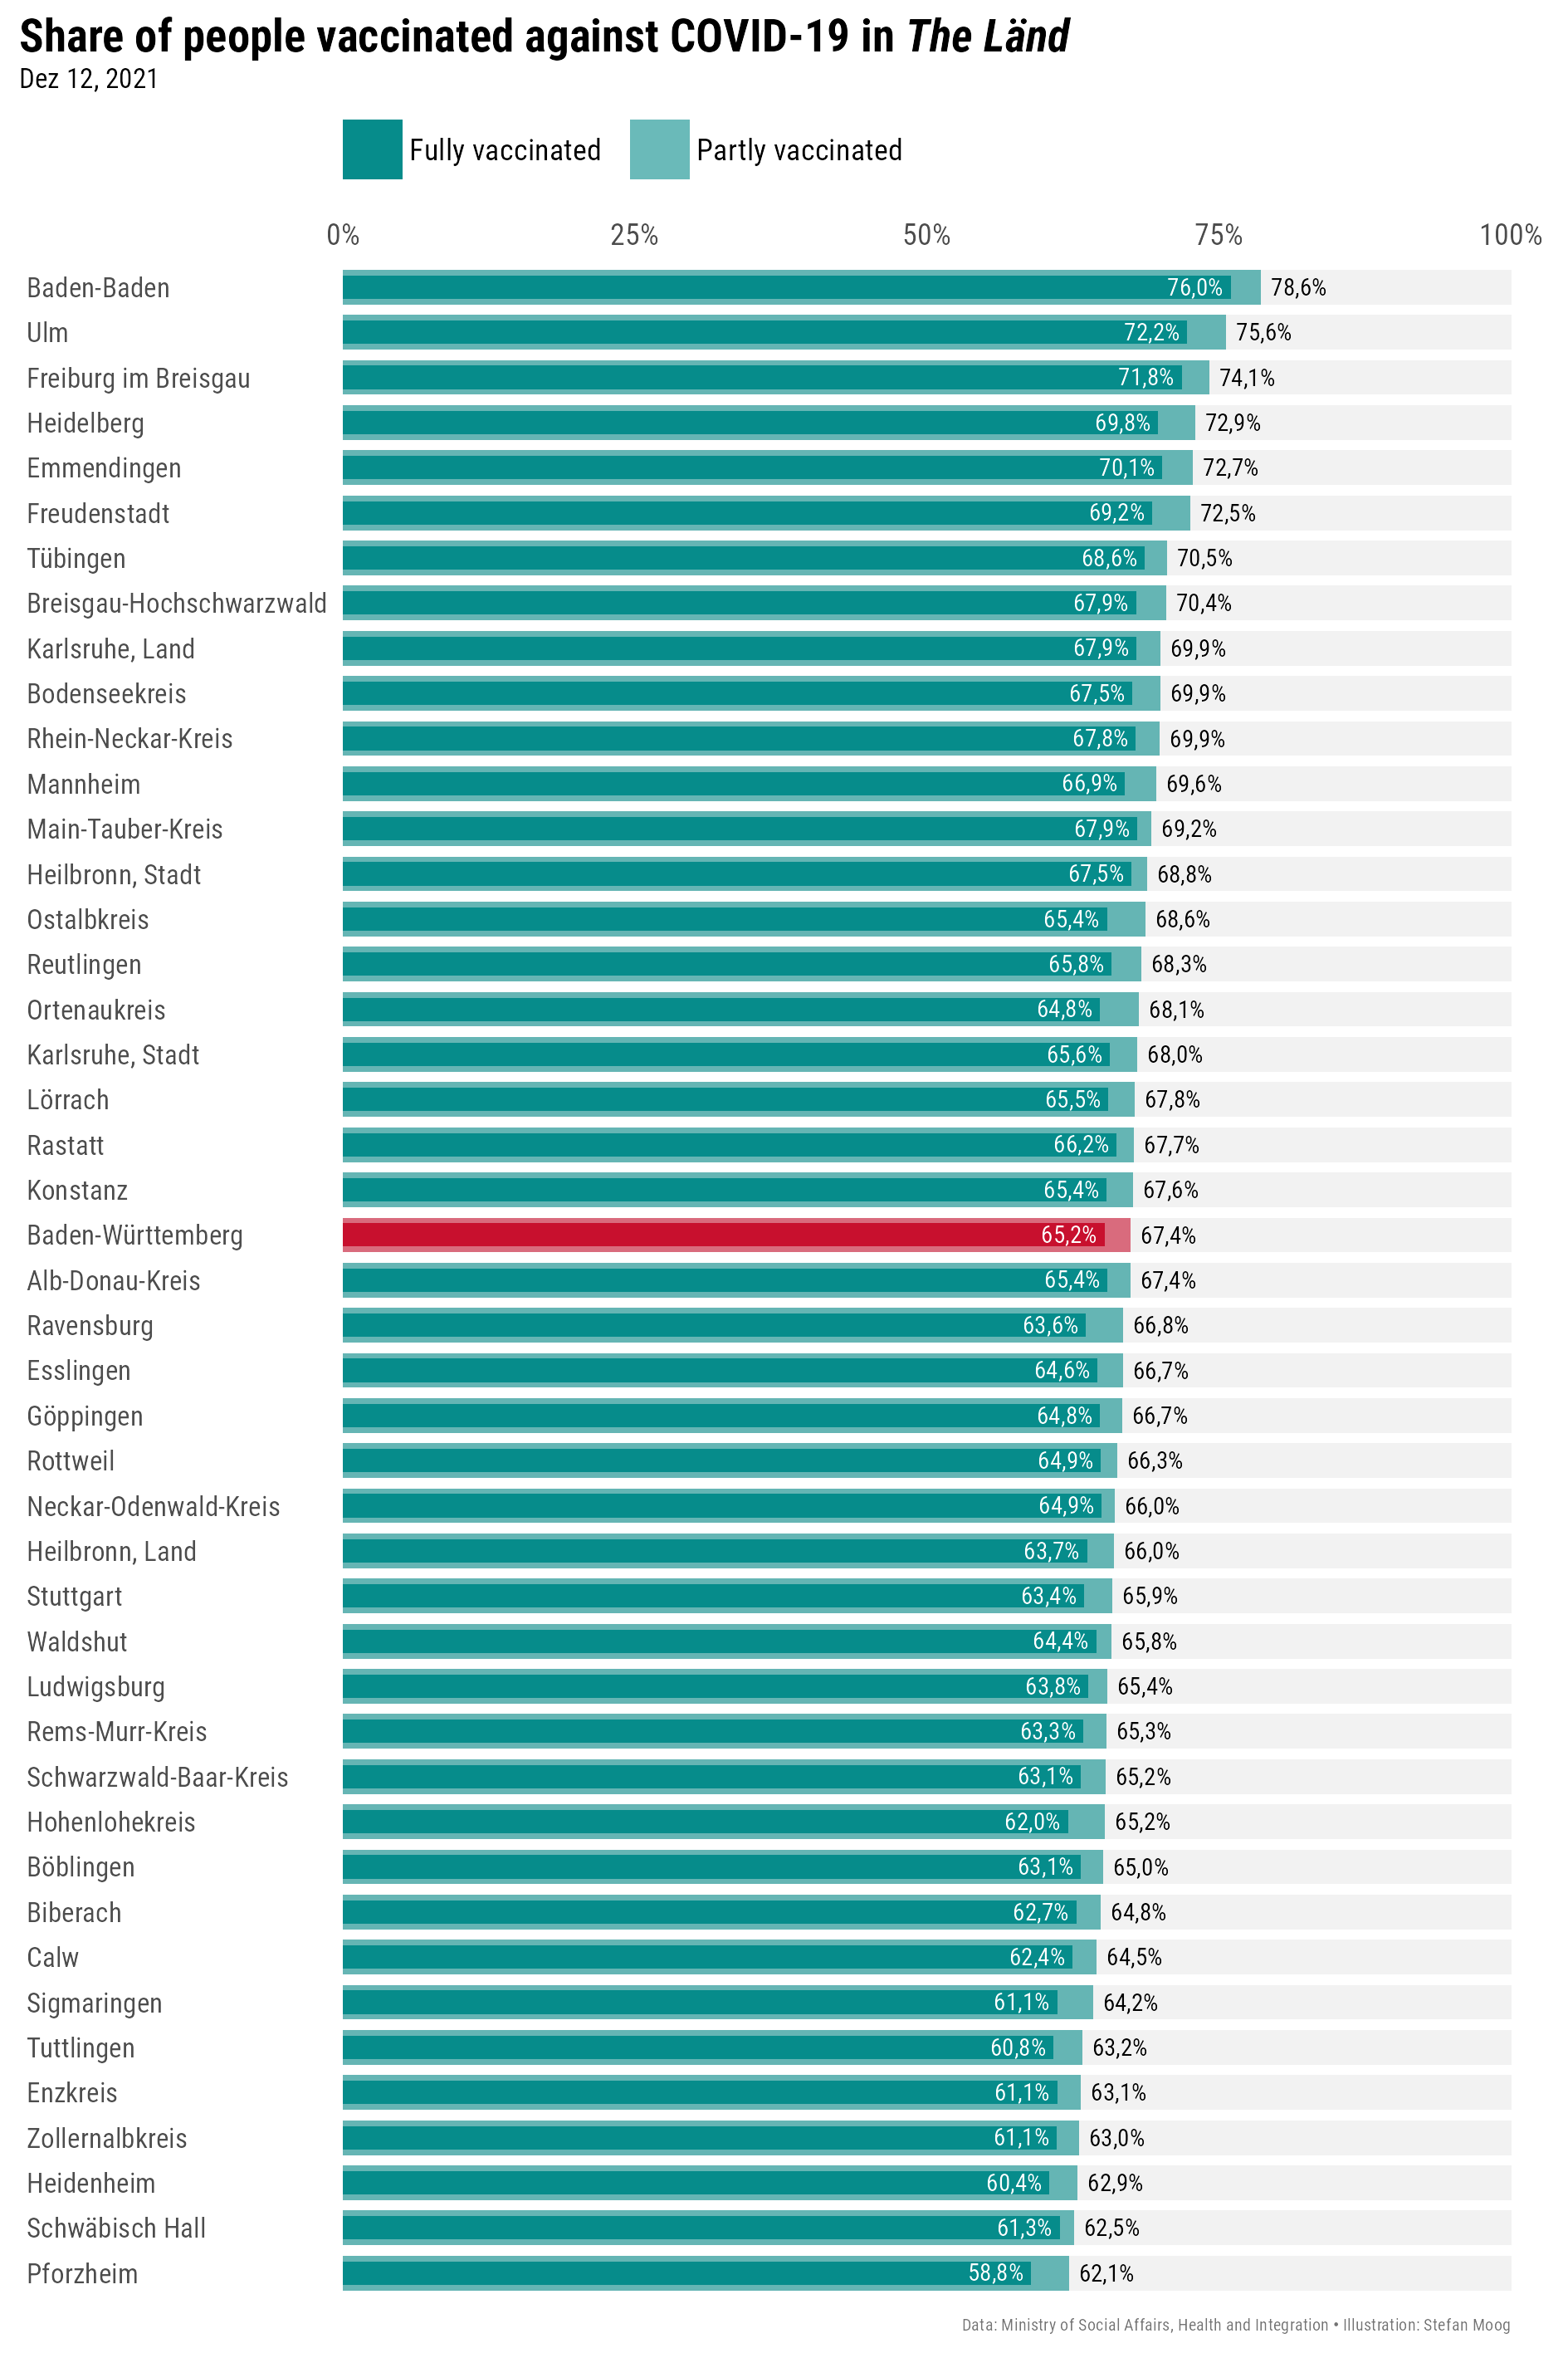 Share of people vaccinated against COVID-19 in The Länd
Dez 12, 2021
Fully vaccinated Partly vaccinated
0% 25% 50% 75% 100%
Baden-Baden 76,0% 78,6%
Ulm 72,2% 75,6%
Freiburg im Breisgau 71,8% 74,1%
Heidelberg 69,8% 72,9%
Emmendingen 70,1% 72,7%
Freudenstadt 69,2% 72,5%
Tübingen 68,6% 70,5%
Breisgau-Hochschwarzwald 67,9% 70,4%
Karlsruhe, Land 67,9% 69,9%
Bodenseekreis 67,5% 69,9%
Rhein-Neckar-Kreis 67,8% 69,9%
Mannheim 66,9% 69,6%
Main-Tauber-Kreis 67,9% 69,2%
Heilbronn, Stadt 67,5% 68,8%
Ostalbkreis 65,4% 68,6%
Reutlingen 65,8% 68,3%
Ortenaukreis 64,8% 68,1%
Karlsruhe, Stadt 65,6% 68,0%
Lörrach 65,5% 67,8%
Rastatt 66,2% 67,7%
Konstanz 65,4% 67,6%
Baden-Württemberg 65,2% 67,4%
Alb-Donau-Kreis 65,4% 67,4%
Ravensburg 63,6% 66,8%
Esslingen 64,6% 66,7%
Göppingen 64,8% 66,7%
Rottweil 64,9% 66,3%
Neckar-Odenwald-Kreis 64,9% 66,0%
Heilbronn, Land 63,7% 66,0%
Stuttgart 63,4% 65,9%
Waldshut 64,4% 65,8%
Ludwigsburg 63,8% 65,4%
Rems-Murr-Kreis 63,3% 65,3%
Schwarzwald-Baar-Kreis 63,1% 65,2%
Hohenlohekreis 62,0% 65,2%
Böblingen 63,1% 65,0%
Biberach 62,7% 64,8%
Calw 62,4% 64,5%
Sigmaringen 61,1% 64,2%
Tuttlingen 60,8% 63,2%
Enzkreis 61,1% 63,1%
Zollernalbkreis 61,1% 63,0%
Heidenheim 60,4% 62,9%
Schwäbisch Hall 61,3% 62,5%
Pforzheim 58,8% 62,1%
Data: Ministry of Social Affairs, Health and Integration • Illustration: Stefan Moog